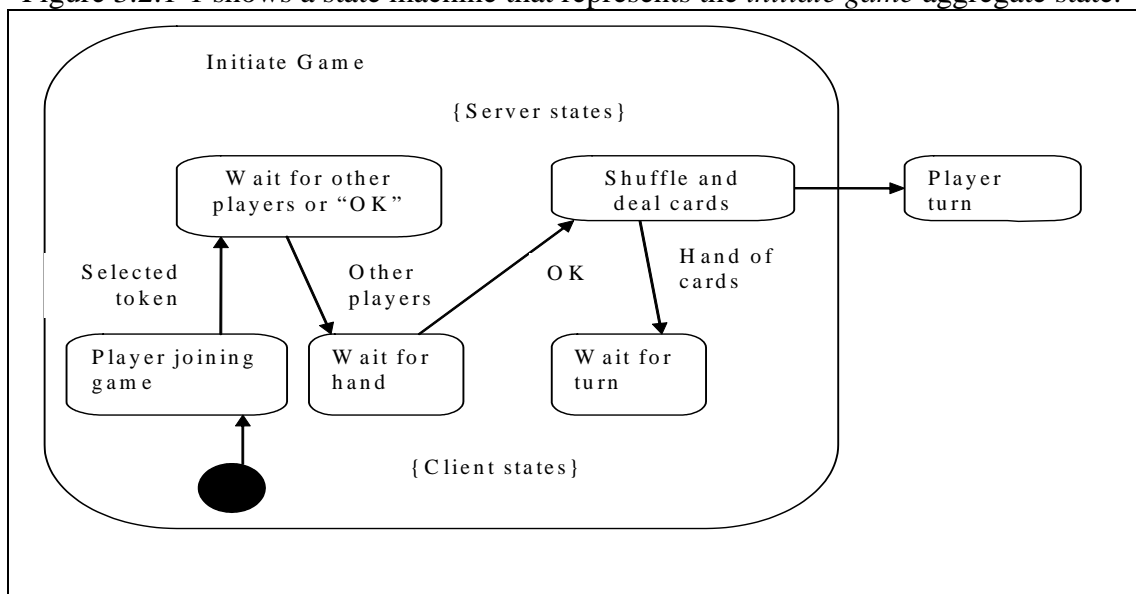 Figure 3.2.1-1 shows a state machine that represents the initiate game aggregate state.
Initiate Game
{Server states}
Wait for other
players or “OK”
Shuffle and
deal cards
Player
turn
Selected
token
Other
players
OK
Hand of
cards
Player joining
game
Wait for
hand
Wait for
turn
{Client states}